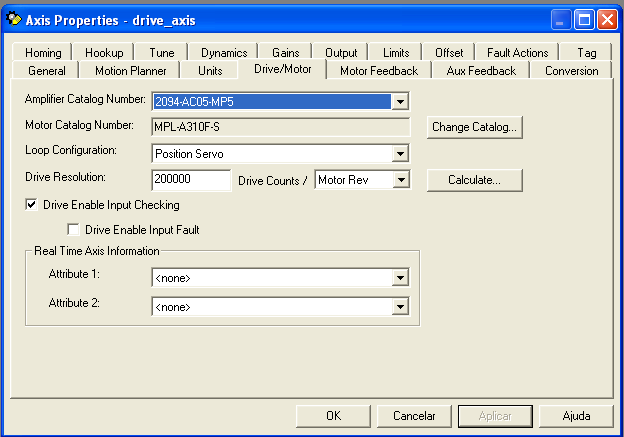 Axis Properties - drive_axis
Homing Hookup Tune Dynamics Gains Output Limits Offset Fault Actions Tag
General Motion Planner Units Drive/Motor Motor Feedback Aux Feedback Conversion
Amplifier Catalog Number: 2094-AC05-MP5
Motor Catalog Number: MPL-A310F-S Change Catalog...
Loop Configuration: Position Servo
Drive Resolution: 200000 Drive Counts / Motor Rev Calculate...
Drive Enable Input Checking
Drive Enable Input Fault
Real Time Axis Information
Attribute 1: <none>
Attribute 2: <none>
OK Cancelar Aplicar Ajuda